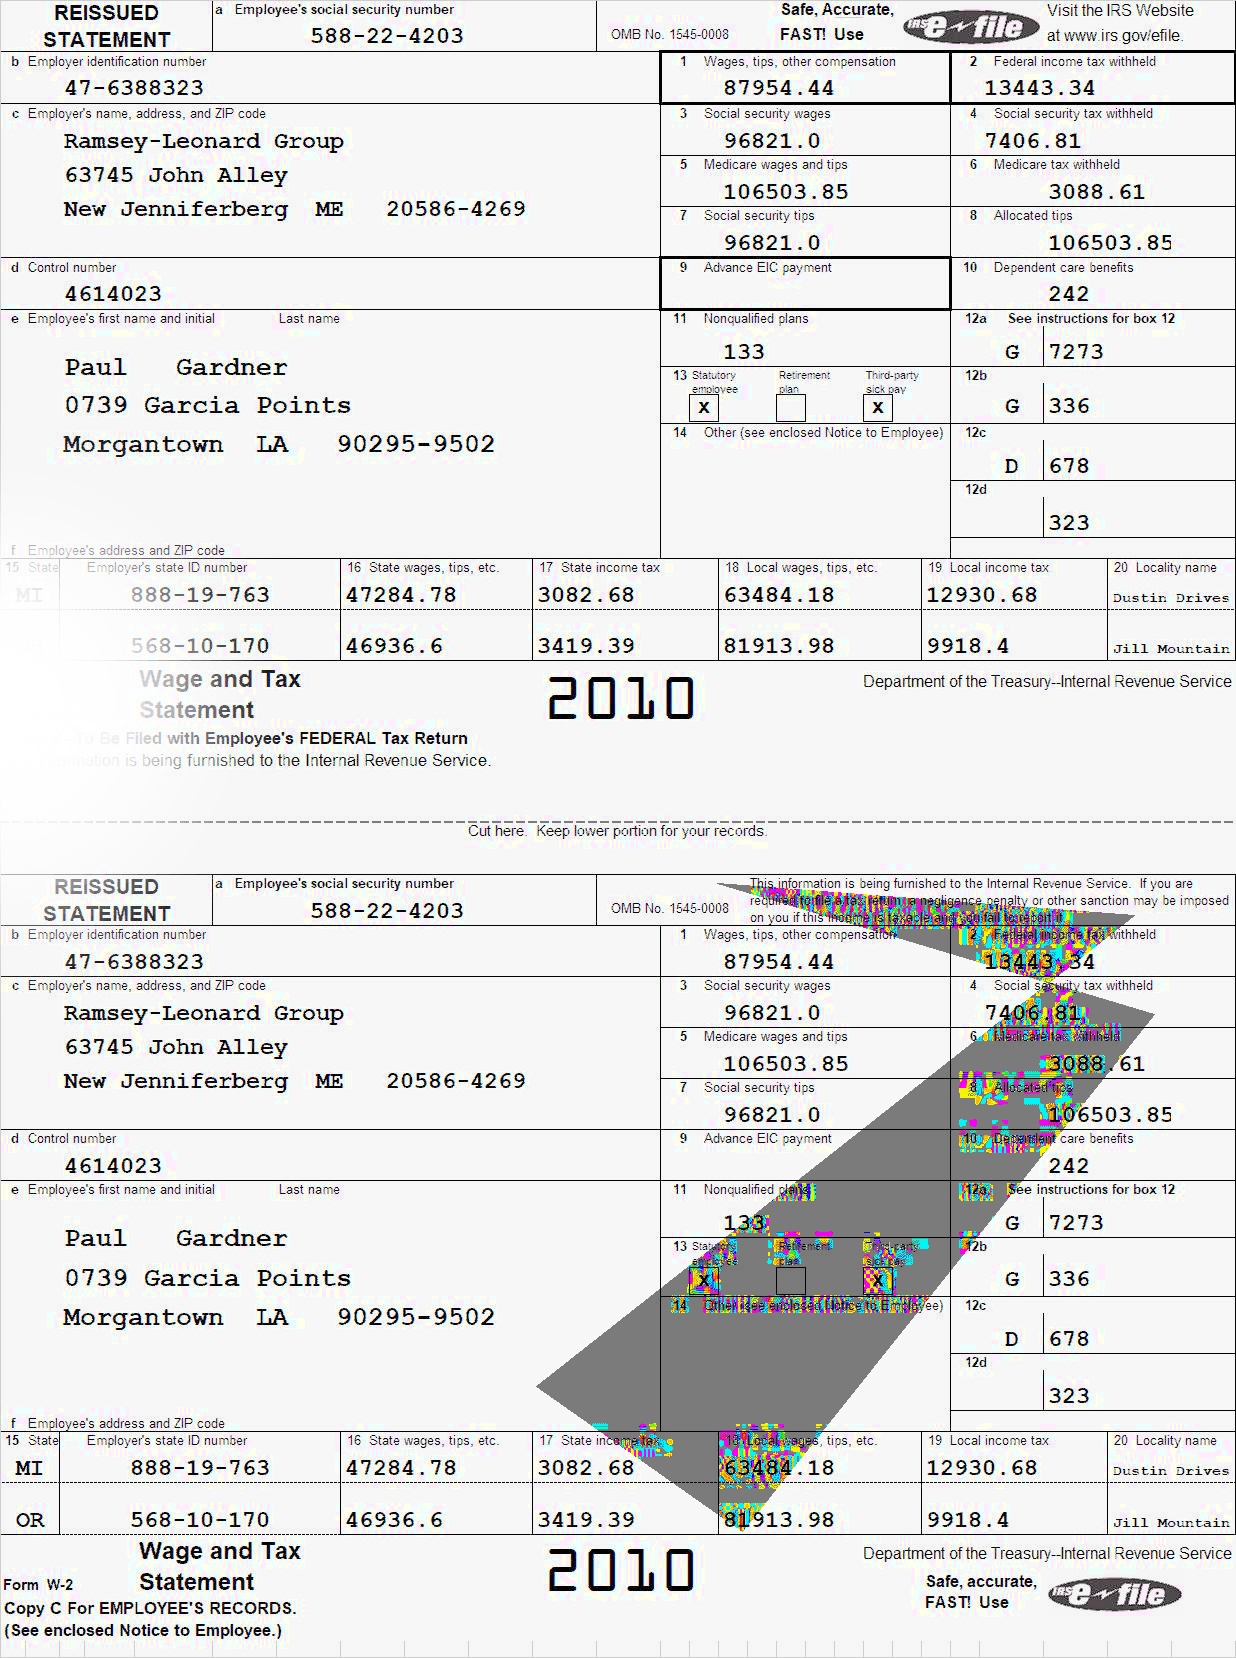 REISSUED STATEMENT
a Employee's social security number
588-22-4203
OMB No. 1545-0008
Safe, Accurate, FAST! Use
IRS e-file
Visit the IRS Website at www.irs.gov/efile.
b Employer identification number
47-6388323
1 Wages, tips, other compensation
87954.44
2 Federal income tax withheld
13443.34
c Employer's name, address, and ZIP code
Ramsey-Leonard Group
63745 John Alley
New Jenniferberg ME 20586-4269
3 Social security wages
96821.0
4 Social security tax withheld
7406.81
5 Medicare wages and tips
106503.85
6 Medicare tax withheld
3088.61
7 Social security tips
96821.0
8 Allocated tips
106503.85
d Control number
4614023
9 Advance EIC payment
10 Dependent care benefits
242
e Employee's first name and initial Last name
Paul Gardner
0739 Garcia Points
Morgantown LA 90295-9502
11 Nonqualified plans
133
12a See instructions for box 12
G 7273
13 Statutory employee Retirement plan Third-party sick pay
X X
12b
G 336
14 Other (see enclosed Notice to Employee)
12c
D 678
12d
323
f Employee's address and ZIP code
15 State Employer's state ID number 16 State wages, tips, etc. 17 State income tax 18 Local wages, tips, etc. 19 Local income tax 20 Locality name
MI 888-19-763 47284.78 3082.68 63484.18 12930.68 Dustin Drives
568-10-170 46936.6 3419.39 81913.98 9918.4 Jill Mountain
Wage and Tax Statement
2010
Department of the Treasury--Internal Revenue Service
To Be Filed with Employee's FEDERAL Tax Return
is being furnished to the Internal Revenue Service.
Cut here. Keep lower portion for your records.
REISSUED STATEMENT
a Employee's social security number
588-22-4203
OMB No. 1545-0008
This information is being furnished to the Internal Revenue Service. If you are
required to file a tax return, a negligence penalty or other sanction may be imposed
on you if this income is taxable and you fail to report it.
b Employer identification number
47-6388323
1 Wages, tips, other compensation
87954.44
2 Federal income tax withheld
13443.34
c Employer's name, address, and ZIP code
Ramsey-Leonard Group
63745 John Alley
New Jenniferberg ME 20586-4269
3 Social security wages
96821.0
4 Social security tax withheld
7406.81
5 Medicare wages and tips
106503.85
6 Medicare tax withheld
3088.61
7 Social security tips
96821.0
8 Allocated tips
106503.85
d Control number
4614023
9 Advance EIC payment
10 Dependent care benefits
242
e Employee's first name and initial Last name
Paul Gardner
0739 Garcia Points
Morgantown LA 90295-9502
11 Nonqualified plans
133
12a See instructions for box 12
G 7273
13 Statutory employee Retirement plan Third-party sick pay
X X
12b
G 336
14 Other (see enclosed Notice to Employee)
12c
D 678
12d
323
f Employee's address and ZIP code
15 State Employer's state ID number 16 State wages, tips, etc. 17 State income tax 18 Local wages, tips, etc. 19 Local income tax 20 Locality name
MI 888-19-763 47284.78 3082.68 63484.18 12930.68 Dustin Drives
OR 568-10-170 46936.6 3419.39 81913.98 9918.4 Jill Mountain
Wage and Tax Statement
Form W-2
2010
Department of the Treasury--Internal Revenue Service
Safe, accurate, FAST! Use
IRS e-file
Copy C For EMPLOYEE'S RECORDS.
(See enclosed Notice to Employee.)